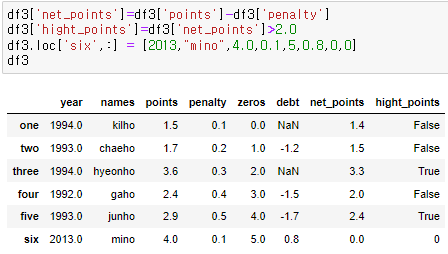 df3['net_points']=df3['points']-df3['penalty']
df3['hight_points']=df3['net_points']>2.0
df3.loc['six',:] = [2013,"mino",4.0,0.1,5,0.8,0,0]
df3
year names points penalty zeros debt net_points hight_points
one 1994.0 kilho 1.5 0.1 0.0 NaN 1.4 False
two 1993.0 chaeho 1.7 0.2 1.0 -1.2 1.5 False
three 1994.0 hyeonho 3.6 0.3 2.0 NaN 3.3 True
four 1992.0 gaho 2.4 0.4 3.0 -1.5 2.0 False
five 1993.0 junho 2.9 0.5 4.0 -1.7 2.4 True
six 2013.0 mino 4.0 0.1 5.0 0.8 0.0 0